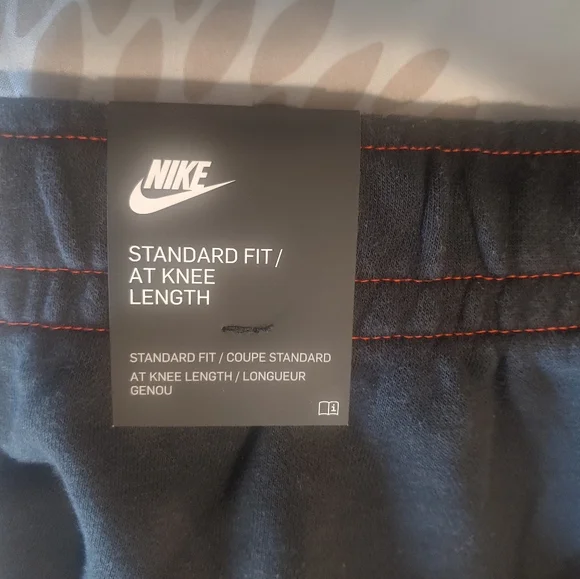 NIKE
STANDARD FIT /
AT KNEE
LENGTH
STANDARD FIT / COUPE STANDARD
AT KNEE LENGTH / LONGUEUR
GENOU